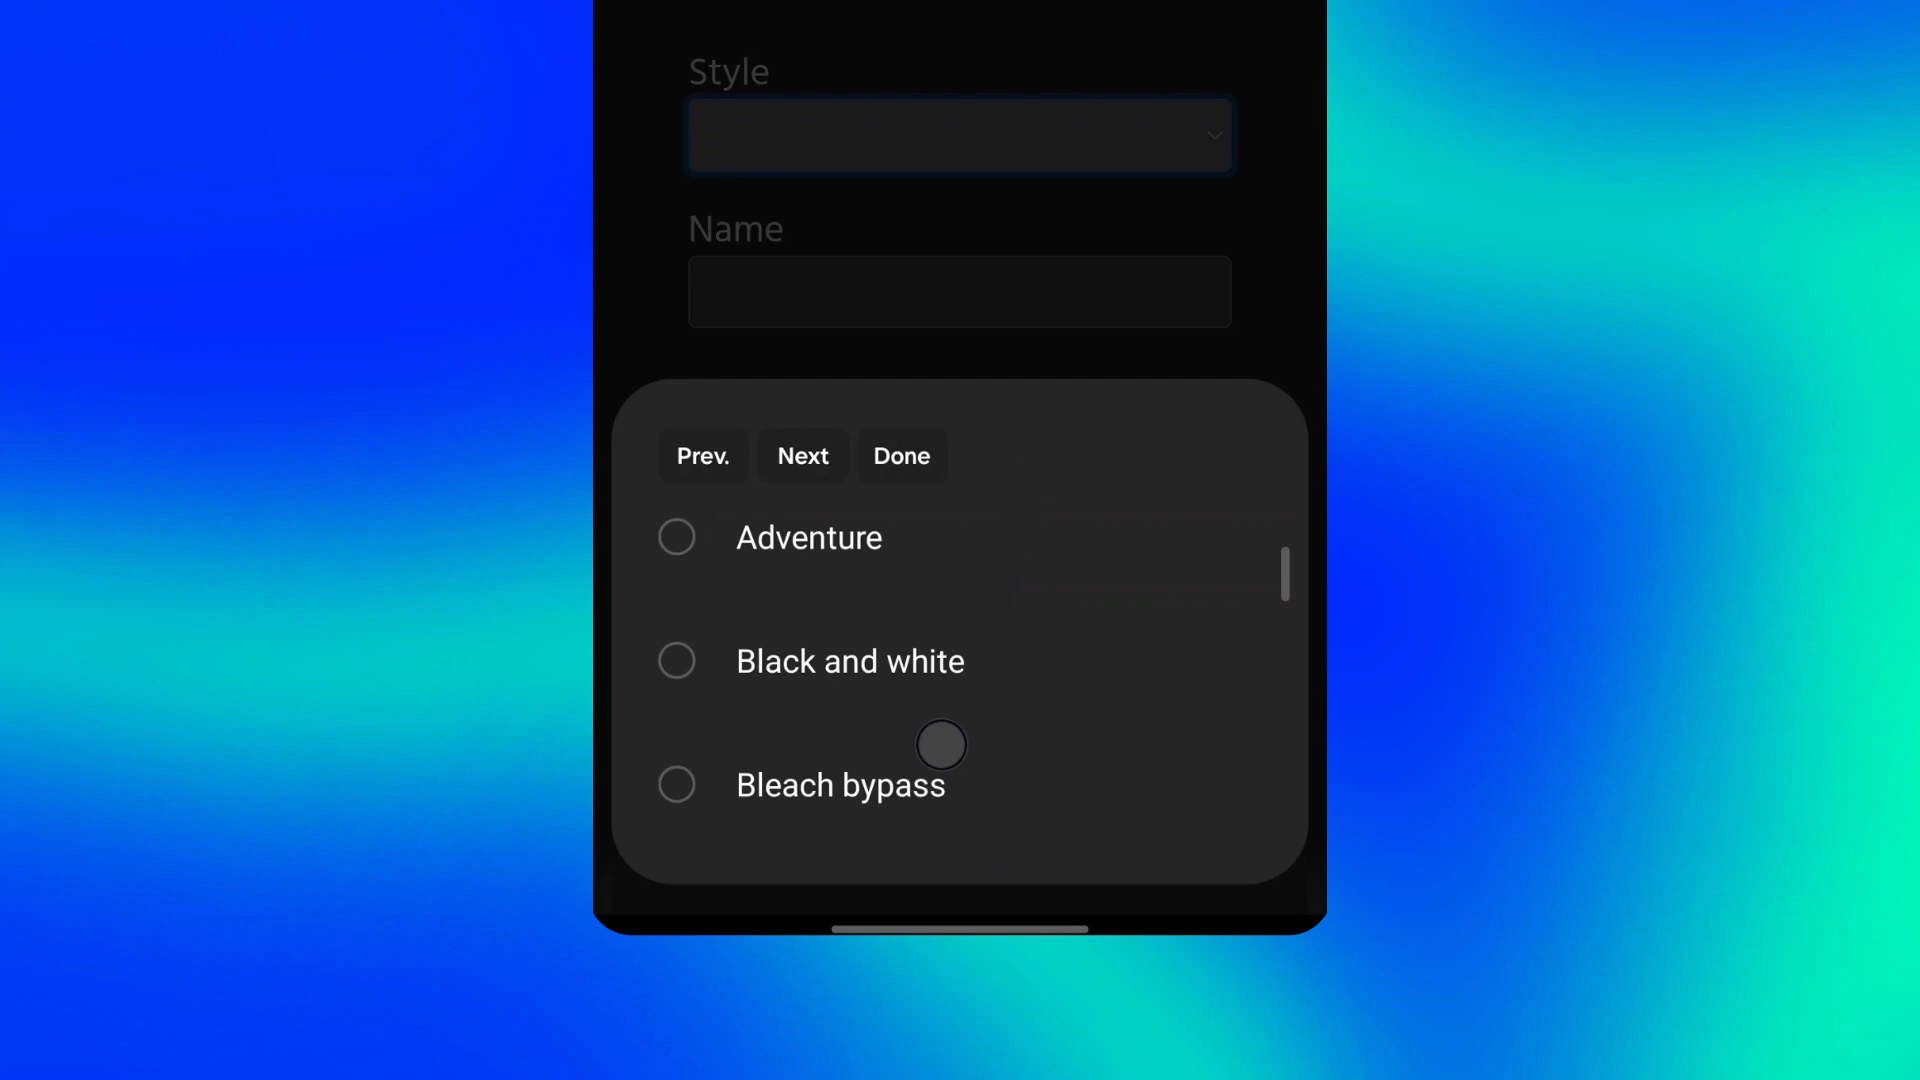 Style
Name
Prev. Next Done
Adventure
Black and white
Bleach bypass